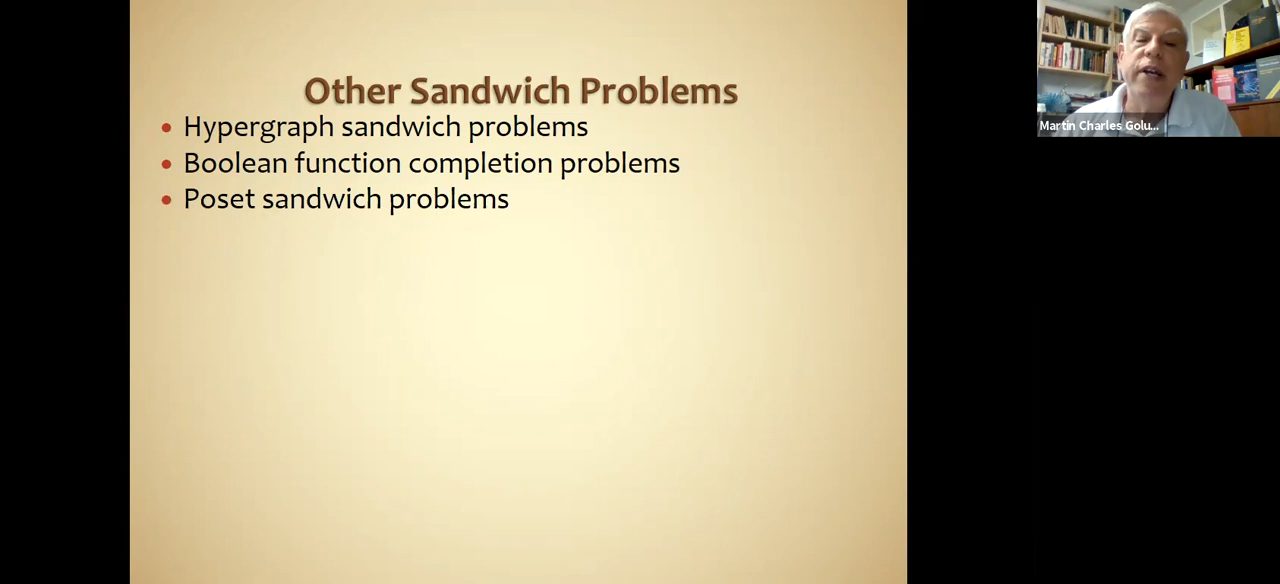 Other Sandwich Problems
• Hypergraph sandwich problems
• Boolean function completion problems
• Poset sandwich problems
Martin Charles Golu...